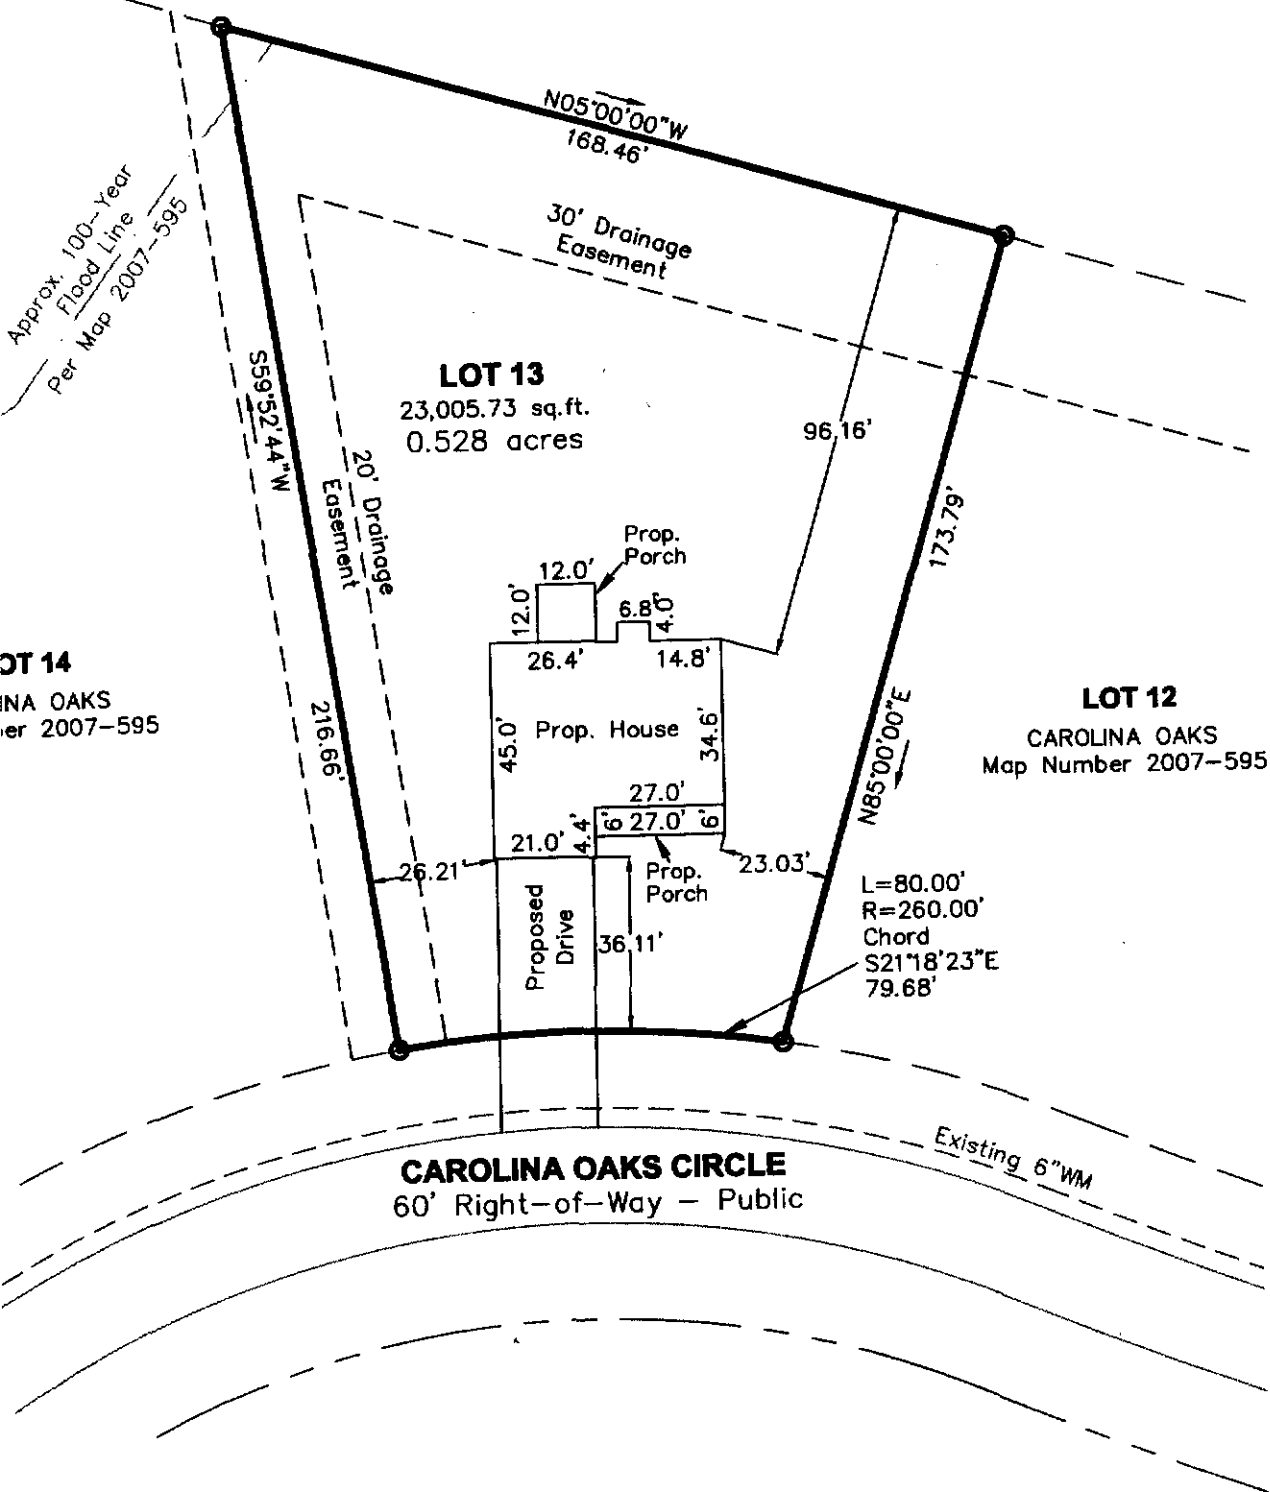 N05°00'00"W
168.46'
30' Drainage
Easement
Approx. 100-Year
Flood Line
Per Map 2007-595
LOT 13
23,005.73 sq.ft.
0.528 acres
96.16'
S59°52'44"W
216.66'
20' Drainage
Easement
173.79'
N85°00'00"E
Prop.
Porch
12.0'
12.0'
6.8'
4.0'
26.4'
14.8'
OT 14
INA OAKS
er 2007-595
45.0'
Prop. House
34.6'
LOT 12
CAROLINA OAKS
Map Number 2007-595
27.0'
6'
27.0'
6'
21.0'
4.4'
Prop.
Porch
26.21'
23.03'
Proposed
Drive
36.11'
L=80.00'
R=260.00'
Chord
S21°18'23"E
79.68'
Existing 6"WM
CAROLINA OAKS CIRCLE
60' Right-of-Way - Public